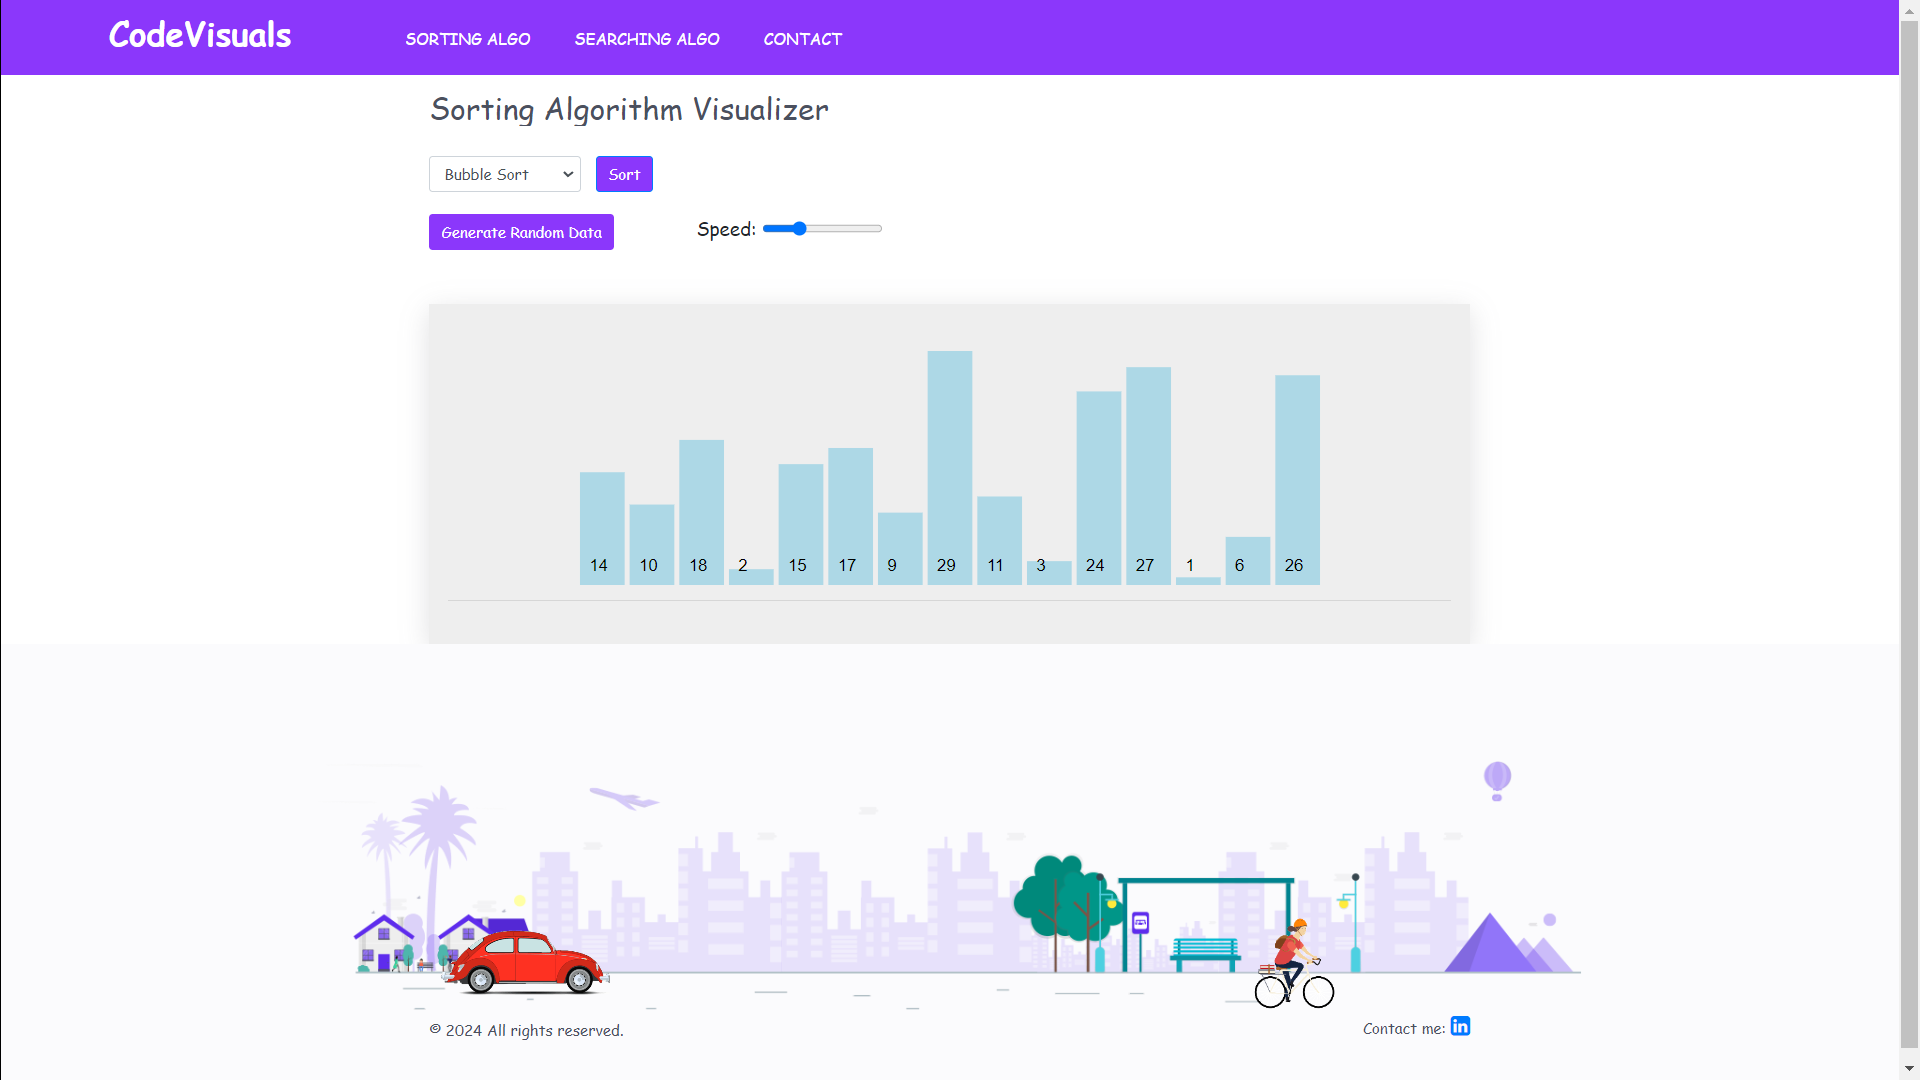 CodeVisuals SORTING ALGO SEARCHING ALGO CONTACT
Sorting Algorithm Visualizer
Bubble Sort Sort
Generate Random Data Speed:
14 10 18 2 15 17 9 29 11 3 24 27 1 6 26
© 2024 All rights reserved. Contact me: in